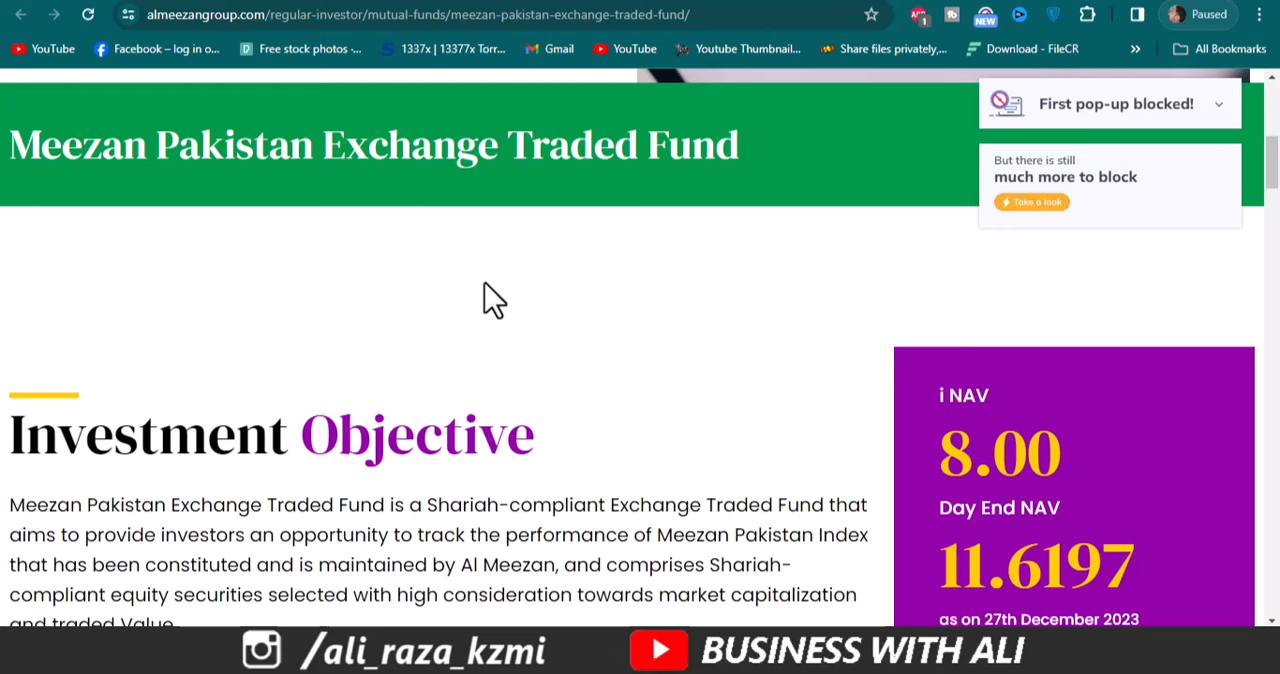 almeezangroup.com/regular-investor/mutual-funds/meezan-pakistan-exchange-traded-fund/
1
NEW
Paused
YouTube
Facebook – log in o...
Free stock photos ·...
1337x | 13377x Torr...
Gmail
YouTube
Youtube Thumbnail...
Share files privately,...
Download - FileCR
»
All Bookmarks
First pop-up blocked!
Meezan Pakistan Exchange Traded Fund
But there is still
much more to block
Take a look
i NAV
8.00
Investment Objective
Day End NAV
11.6197
as on 27th December 2023
Meezan Pakistan Exchange Traded Fund is a Shariah-compliant Exchange Traded Fund that
aims to provide investors an opportunity to track the performance of Meezan Pakistan Index
that has been constituted and is maintained by Al Meezan, and comprises Shariah-
compliant equity securities selected with high consideration towards market capitalization
and traded Value.
/ali_raza_kzmi
BUSINESS WITH ALI